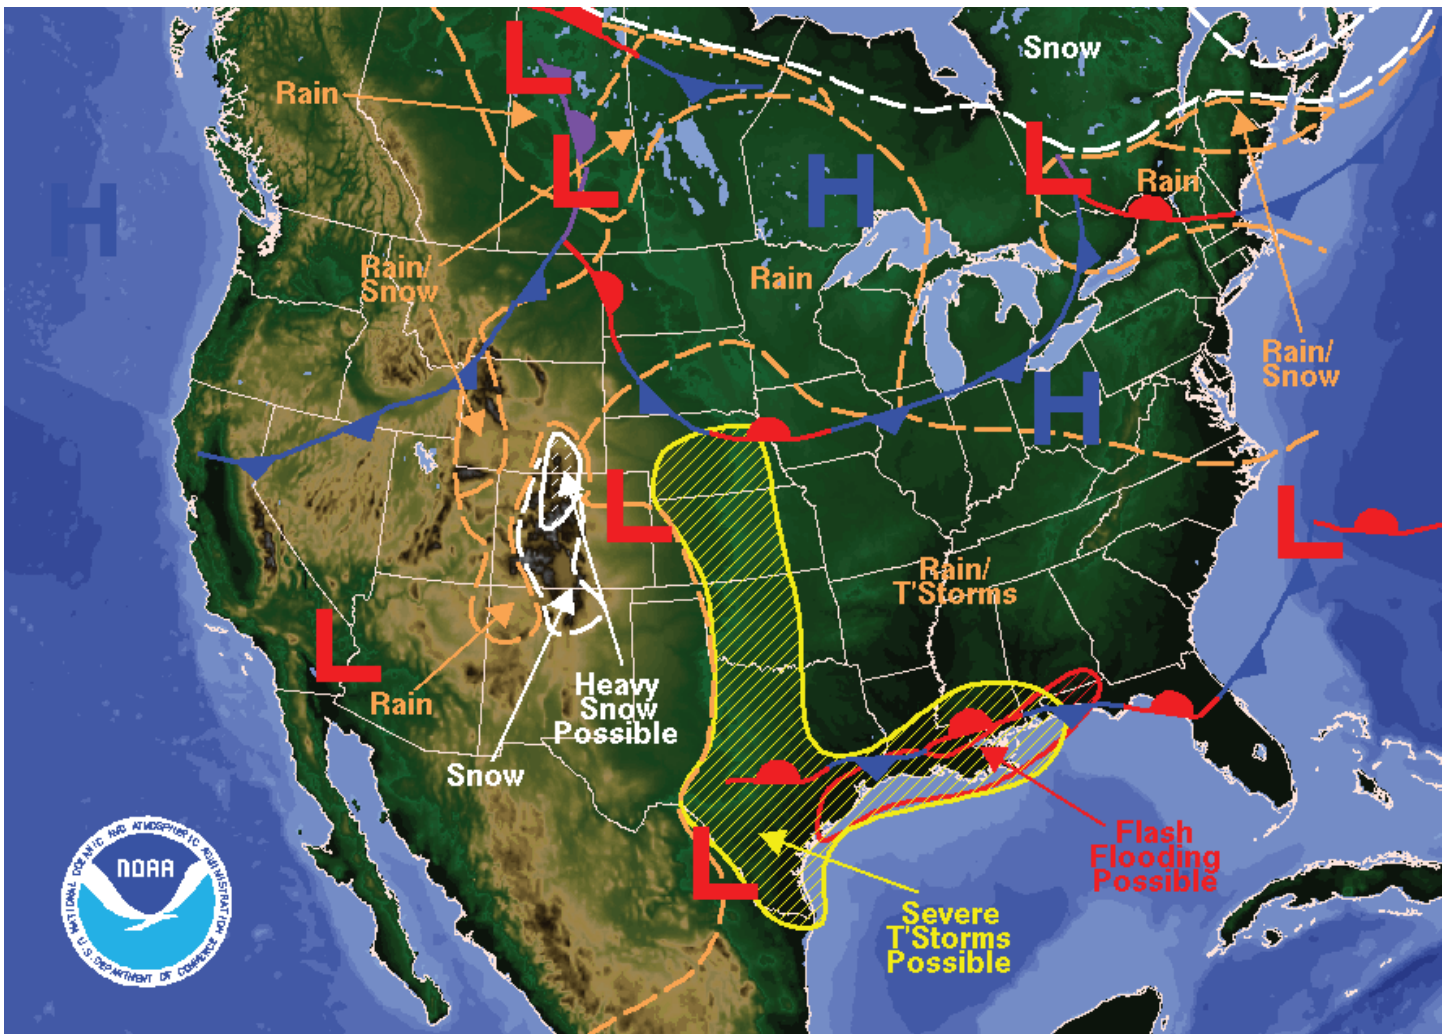 L
Snow
Rain
L
L
H
H
Rain
L
Rain/
Snow
Rain
Rain/
Snow
H
L
L
Rain/
T'Storms
L
Rain
Heavy
Snow
Possible
Snow
L
Flash
Flooding
Possible
Severe
T'Storms
Possible
NOAA
NATIONAL OCEANIC AND ATMOSPHERIC ADMINISTRATION
U.S. DEPARTMENT OF COMMERCE